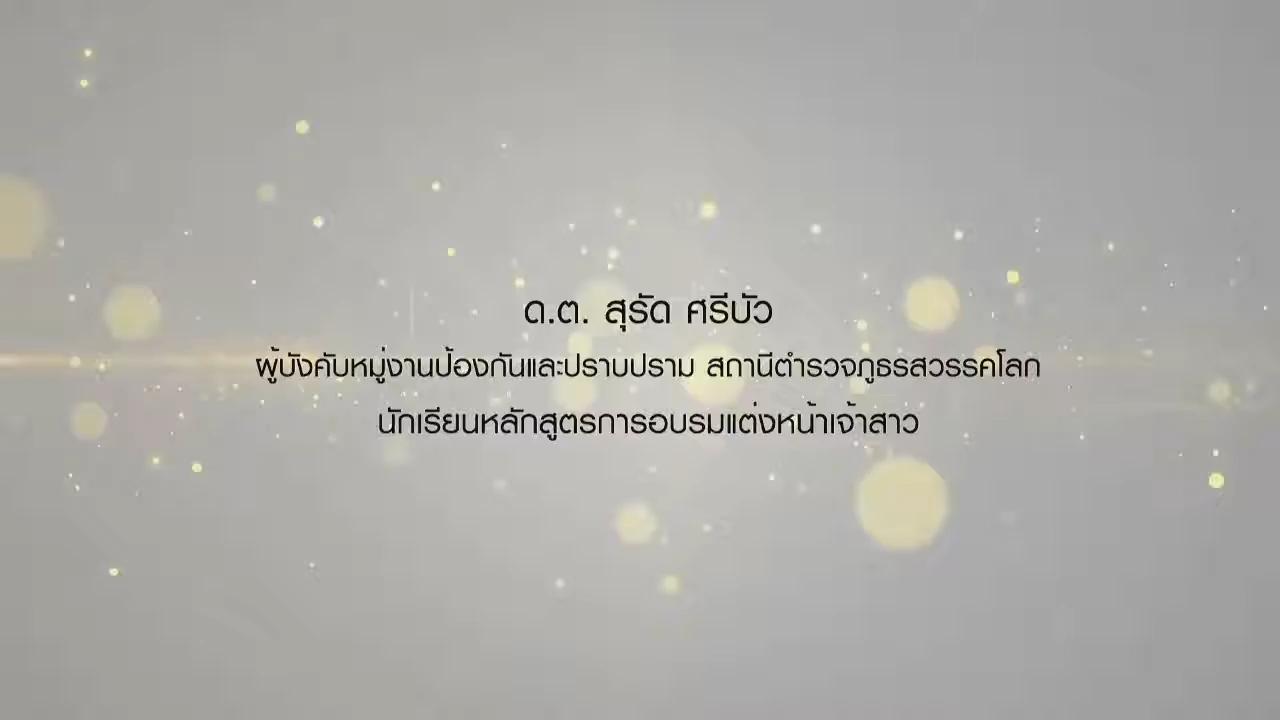 ด.ต. สุรัด ศรีบัว
ผู้บังคับหมู่งานป้องกันและปราบปราม สถานีตำรวจภูธรสวรรคโลก
นักเรียนหลักสูตรการอบรมแต่งหน้าเจ้าสาว